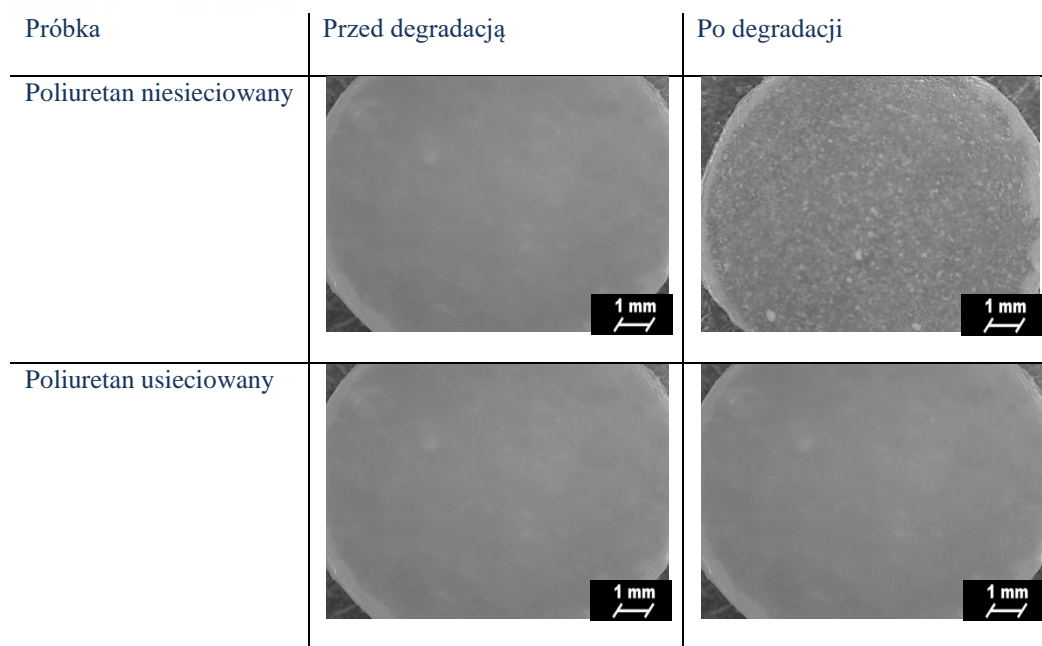 Próbka Przed degradacją Po degradacji
Poliuretan niesieciowany
1 mm 1 mm
Poliuretan usieciowany
1 mm 1 mm